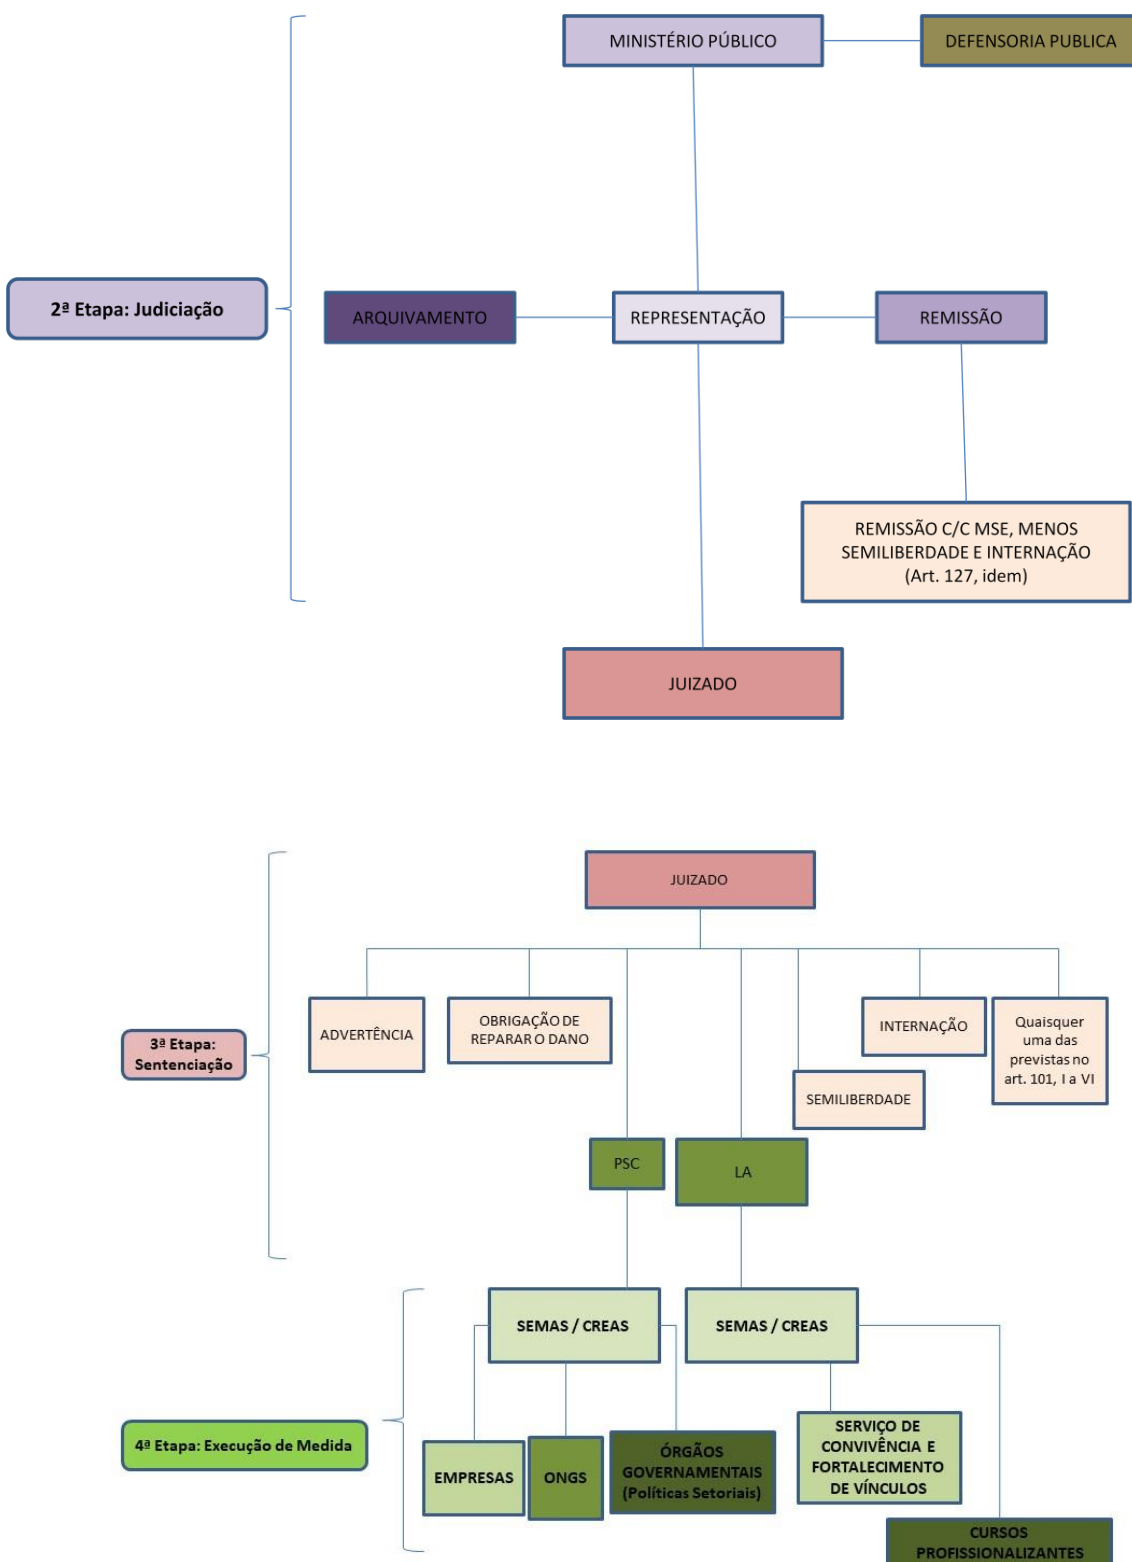 MINISTÉRIO PÚBLICO
DEFENSORIA PUBLICA
2ª Etapa: Judiciação
ARQUIVAMENTO
REPRESENTAÇÃO
REMISSÃO
REMISSÃO C/C MSE, MENOS
SEMILIBERDADE E INTERNAÇÃO
(Art. 127, idem)
JUIZADO
JUIZADO
3ª Etapa:
Sentenciação
ADVERTÊNCIA
OBRIGAÇÃO DE
REPARAR O DANO
INTERNAÇÃO
Quaisquer
uma das
previstas no
art. 101, I a VI
SEMILIBERDADE
PSC
LA
SEMAS / CREAS
SEMAS / CREAS
4ª Etapa: Execução de Medida
EMPRESAS
ONGS
ÓRGÃOS
GOVERNAMENTAIS
(Políticas Setoriais)
SERVIÇO DE
CONVIVÊNCIA E
FORTALECIMENTO
DE VÍNCULOS
CURSOS
PROFISSIONALIZANTES